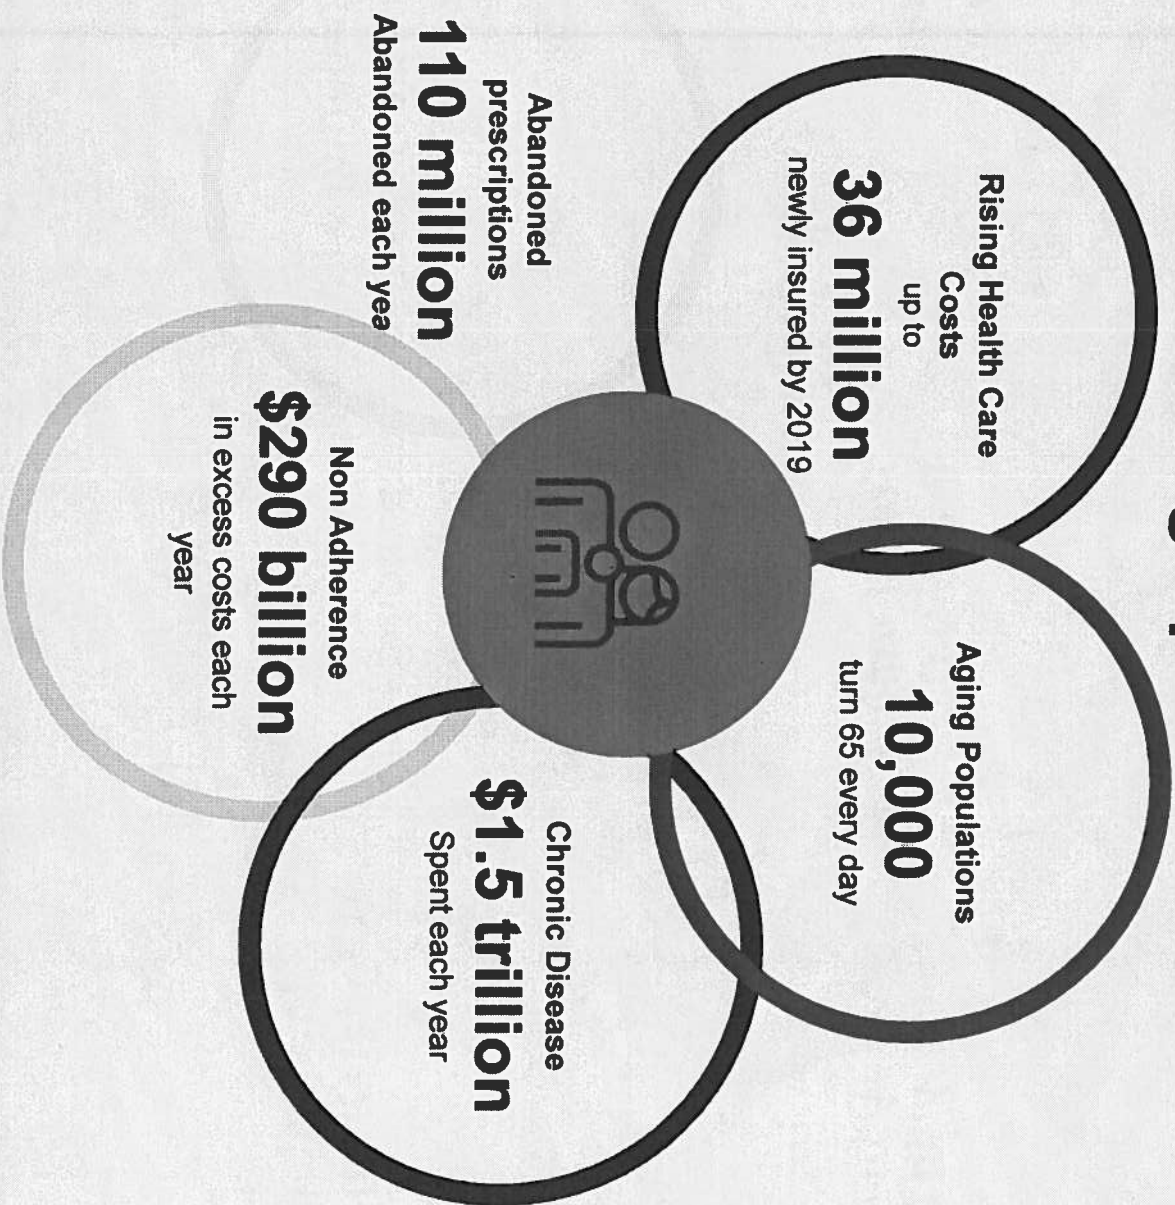 Rising Health Care
Costs
up to
36 million
newly insured by 2019
Aging Populations
10,000
turn 65 every day
Chronic Disease
$1.5 trillion
Spent each year
Non Adherence
$290 billion
in excess costs each
year
Abandoned
prescriptions
110 million
Abandoned each yea